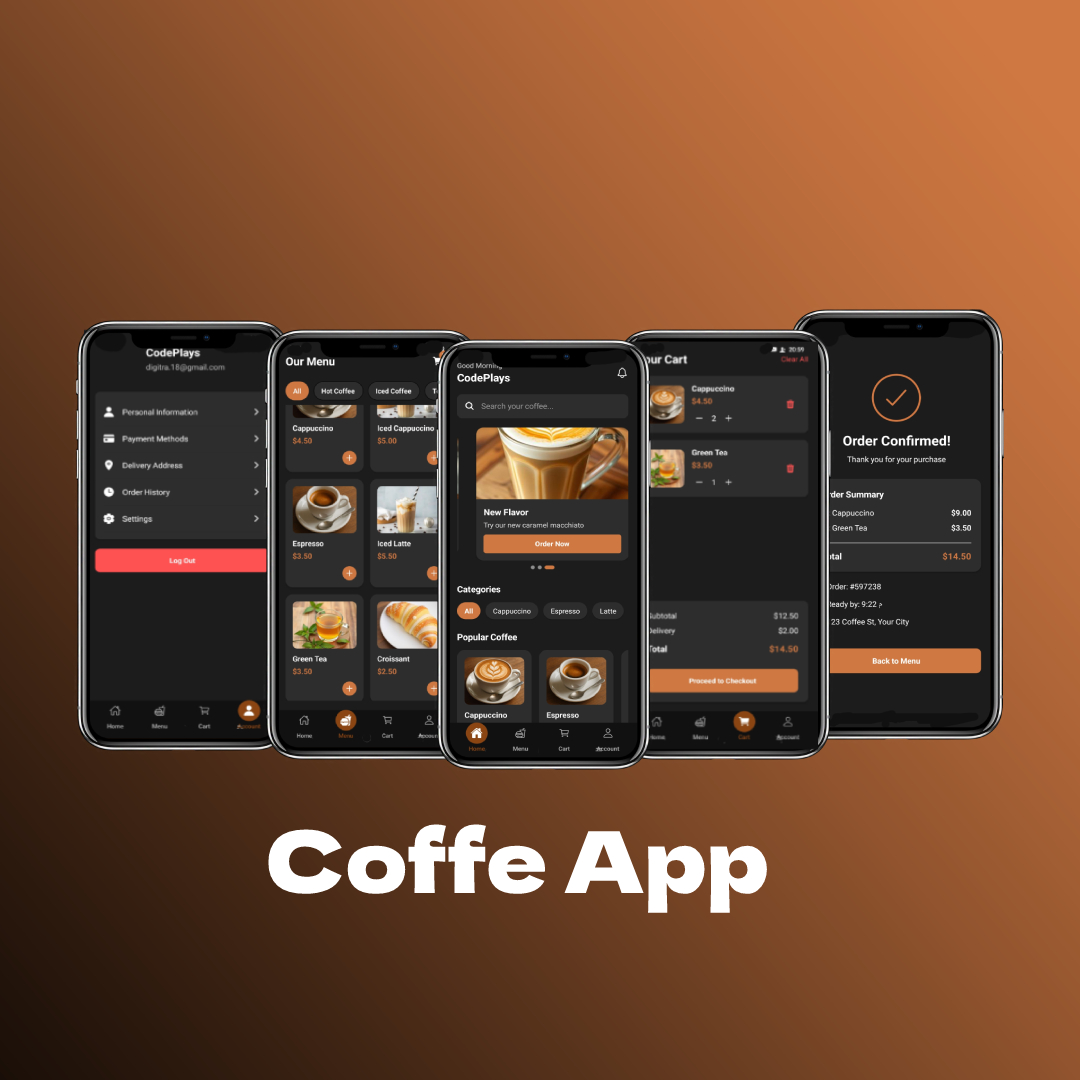 CodePlays
digitra.18@gmail.com
Personal Information
Payment Methods
Delivery Address
Order History
Settings
Log Out
Home Menu Cart Account
Our Menu
All Hot Coffee Iced Coffee
Cappuccino Iced Cappuccino
$4.50 $5.00
Espresso Iced Latte
$3.50 $5.50
Green Tea Croissant
$3.50 $2.50
Home Menu Cart Account
Good Morning
CodePlays
Search your coffee...
New Flavor
Try our new caramel macchiato
Order Now
Categories
All Cappuccino Espresso Latte
Popular Coffee
Cappuccino Espresso
Home Menu Cart Account
20:59
our Cart Clear All
Cappuccino
$4.50
− 2 +
Green Tea
$3.50
− 1 +
Subtotal $12.50
Delivery $2.00
Total $14.50
Proceed to Checkout
Home Menu Cart Account
Order Confirmed!
Thank you for your purchase
rder Summary
Cappuccino $9.00
Green Tea $3.50
otal $14.50
Order: #597238
Ready by: 9:22
23 Coffee St, Your City
Back to Menu
Coffe App